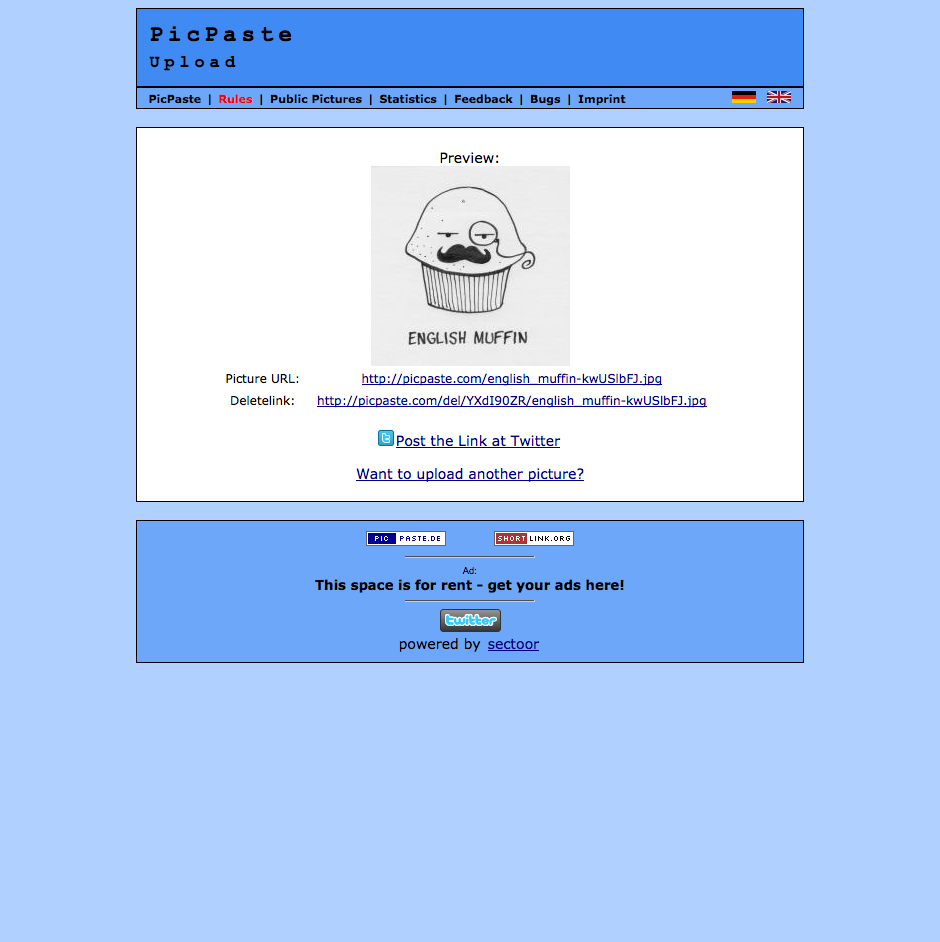 PicPaste
Upload
PicPaste | Rules | Public Pictures | Statistics | Feedback | Bugs | Imprint
Preview:
ENGLISH MUFFIN
Picture URL: http://picpaste.com/english_muffin-kwUSlbFJ.jpg
Deletelink: http://picpaste.com/del/YXdI90ZR/english_muffin-kwUSlbFJ.jpg
Post the Link at Twitter
Want to upload another picture?
PIC PASTE.DE SHORT LINK.ORG
Ad:
This space is for rent - get your ads here!
twitter
powered by sectoor